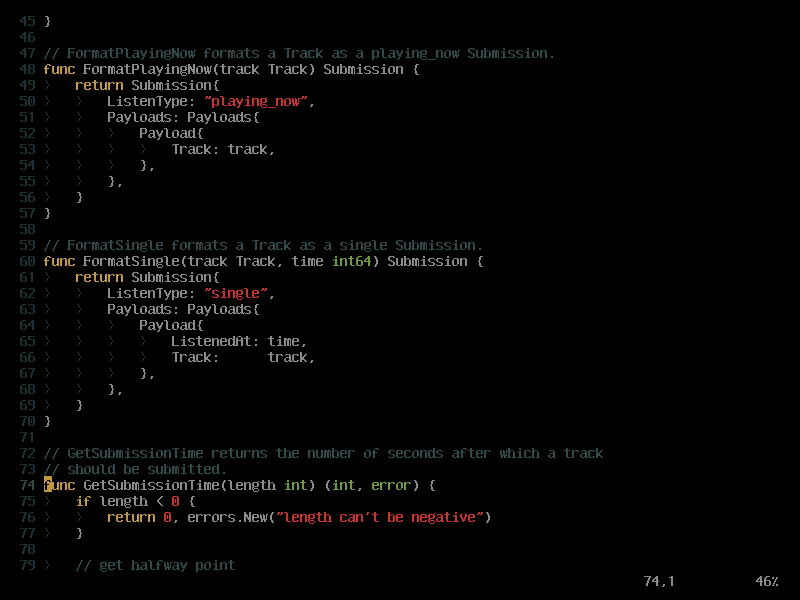 45 }
46
47 // FormatPlayingNow formats a Track as a playing_now Submission.
48 func FormatPlayingNow(track Track) Submission {
49 〉 return Submission{
50 〉 〉 ListenType: "playing_now",
51 〉 〉 Payloads: Payloads{
52 〉 〉 〉 Payload{
53 〉 〉 〉 〉 Track: track,
54 〉 〉 〉 },
55 〉 〉 },
56 〉 }
57 }
58
59 // FormatSingle formats a Track as a single Submission.
60 func FormatSingle(track Track, time int64) Submission {
61 〉 return Submission{
62 〉 〉 ListenType: "single",
63 〉 〉 Payloads: Payloads{
64 〉 〉 〉 Payload{
65 〉 〉 〉 〉 ListenedAt: time,
66 〉 〉 〉 〉 Track:      track,
67 〉 〉 〉 },
68 〉 〉 },
69 〉 }
70 }
71
72 // GetSubmissionTime returns the number of seconds after which a track
73 // should be submitted.
74 func GetSubmissionTime(length int) (int, error) {
75 〉 if length < 0 {
76 〉 〉 return 0, errors.New("length can't be negative")
77 〉 }
78
79 〉 // get halfway point
74,1 46%